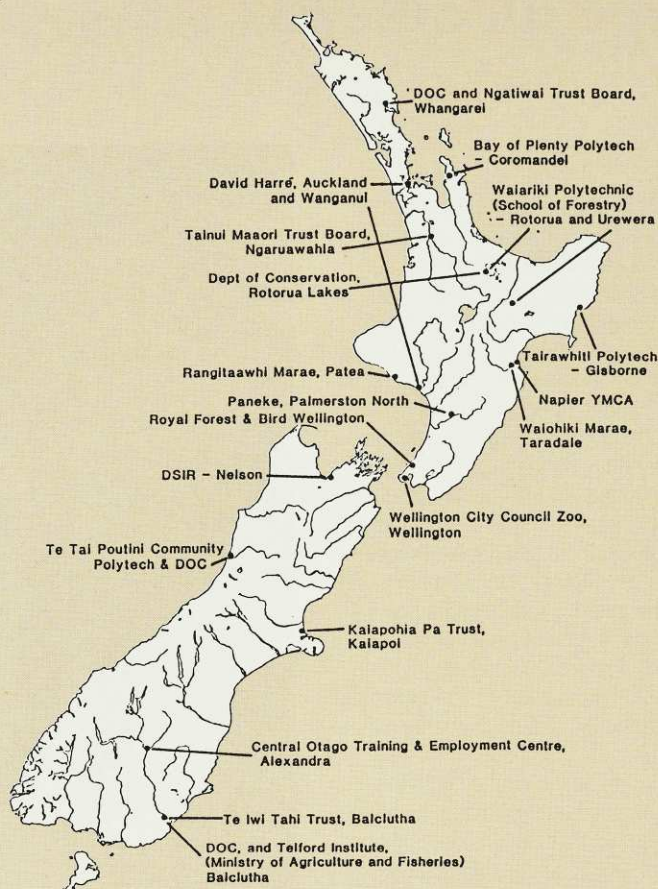 DOC and Ngatiwai Trust Board,
Whangarei
Bay of Plenty Polytech
- Coromandel
David Harré, Auckland
and Wanganui
Waiariki Polytechnic
(School of Forestry)
- Rotorua and Urewera
Tainui Maaori Trust Board,
Ngaruawahia
Dept of Conservation,
Rotorua Lakes
Tairawhiti Polytech
- Gisborne
Rangitaawhi Marae, Patea
Napier YMCA
Paneke, Palmerston North
Royal Forest & Bird Wellington
Waiohiki Marae,
Taradale
DSIR - Nelson
Wellington City Council Zoo,
Wellington
Te Tai Poutini Community
Polytech & DOC
Kaiapohia Pa Trust,
Kaiapoi
Central Otago Training & Employment Centre,
Alexandra
Te Iwi Tahi Trust, Balclutha
DOC, and Telford Institute,
(Ministry of Agriculture and Fisheries)
Balclutha